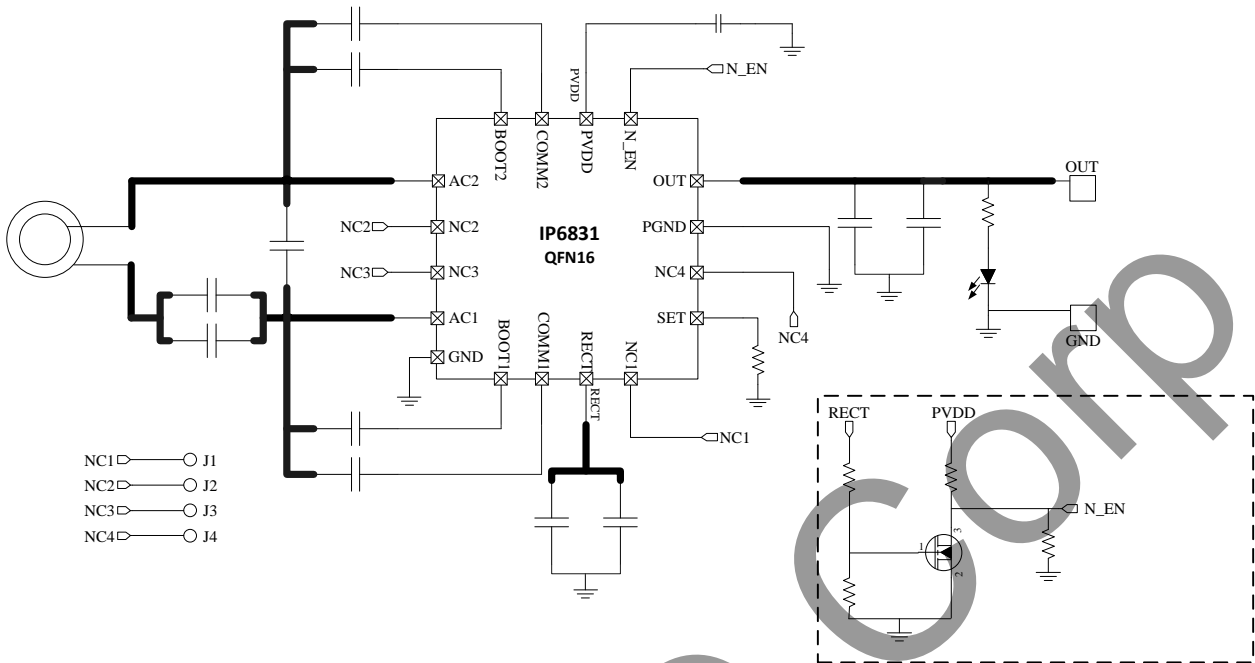 PVDD
N_EN
BOOT2
COMM2
PVDD
N_EN
AC2
OUT
OUT
NC2
NC2
IP6831
QFN16
PGND
NC3
NC3
NC4
AC1
SET
NC4
GND
GND
BOOT1
COMM1
RECT
NC1
RECT
NC1
NC1
J1
NC2
J2
NC3
J3
NC4
J4
RECT
PVDD
N_EN
1
3
2
Corp